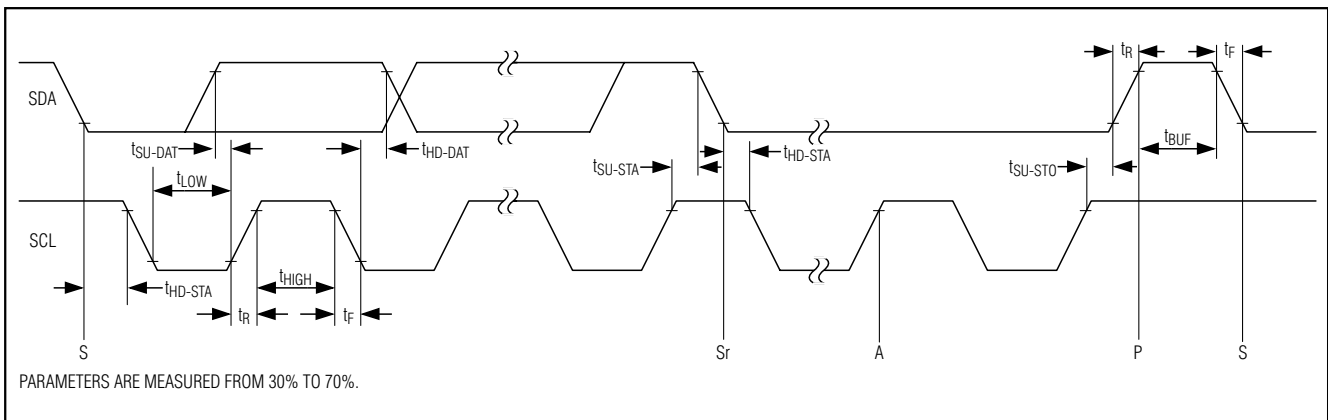 tR
tF
SDA
tSU-DAT
tHD-DAT
tSU-STA
tHD-STA
tBUF
tSU-STO
tLOW
SCL
tHD-STA
tHIGH
tR
tF
S
Sr
A
P
S
PARAMETERS ARE MEASURED FROM 30% TO 70%.